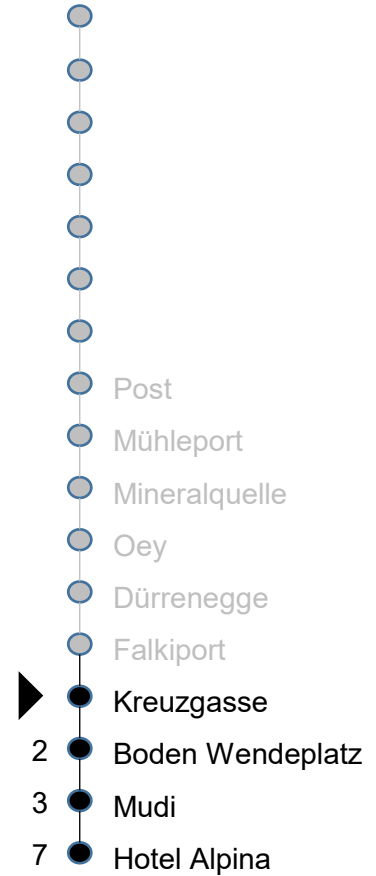 Post
Mühleport
Mineralquelle
Oey
Dürrenegge
Falkiport
Kreuzgasse
2 Boden Wendeplatz
3 Mudi
7 Hotel Alpina